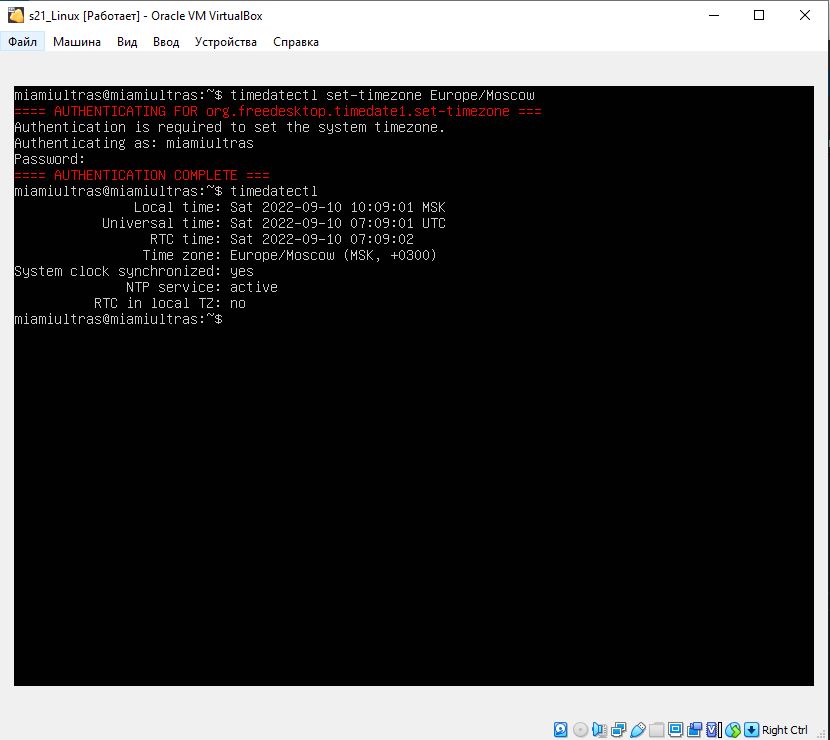 s21_Linux [Работает] - Oracle VM VirtualBox
Файл Машина Вид Ввод Устройства Справка
miamiultras@miamiultras:~$ timedatectl set-timezone Europe/Moscow
==== AUTHENTICATING FOR org.freedesktop.timedate1.set-timezone ===
Authentication is required to set the system timezone.
Authenticating as: miamiultras
Password:
==== AUTHENTICATION COMPLETE ===
miamiultras@miamiultras:~$ timedatectl
Local time: Sat 2022-09-10 10:09:01 MSK
Universal time: Sat 2022-09-10 07:09:01 UTC
RTC time: Sat 2022-09-10 07:09:02
Time zone: Europe/Moscow (MSK, +0300)
System clock synchronized: yes
NTP service: active
RTC in local TZ: no
miamiultras@miamiultras:~$
Right Ctrl